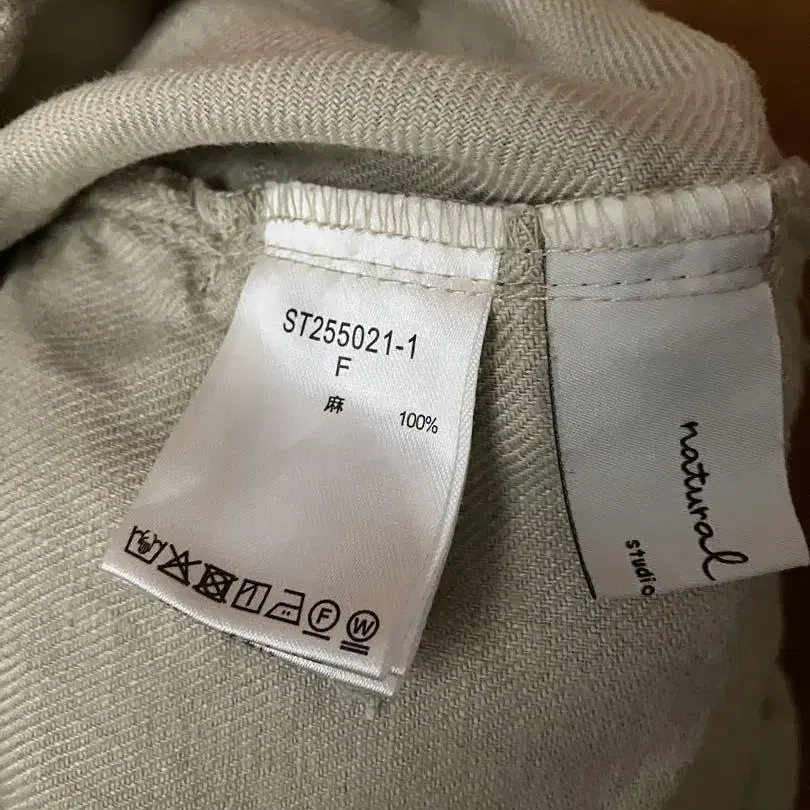 ST255021-1
F
麻 100%
F W
natural
studio